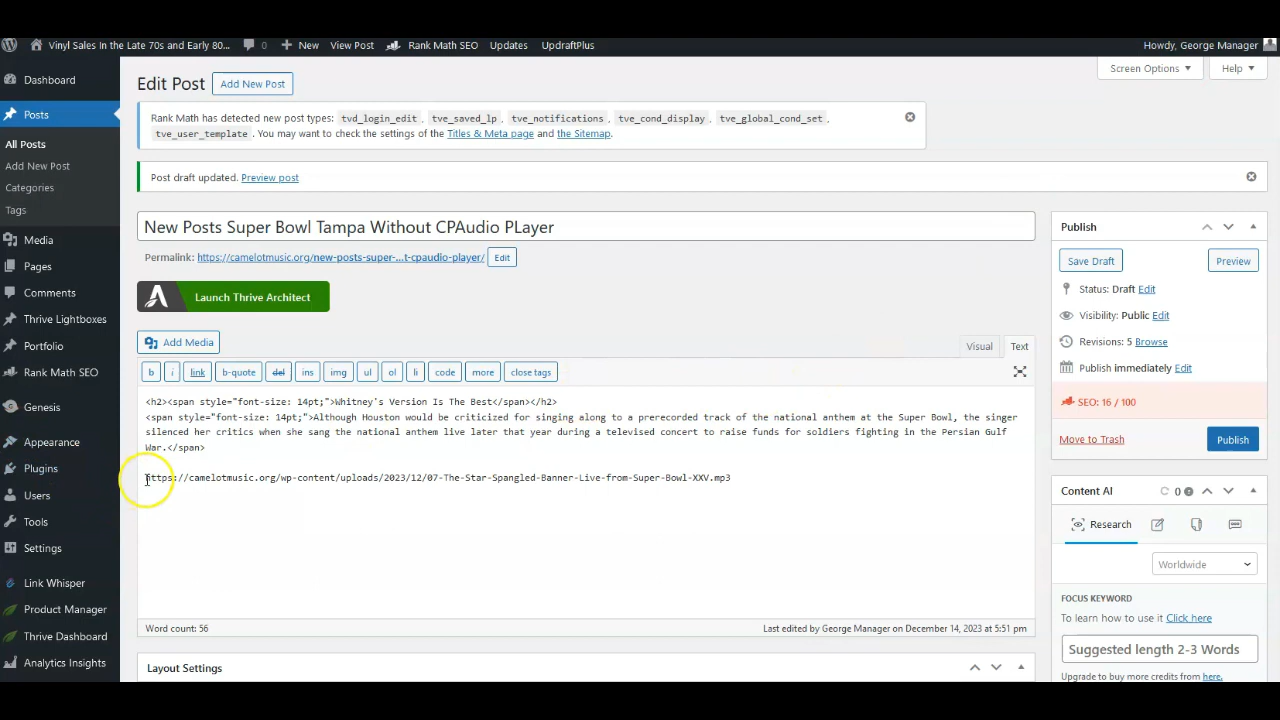 Vinyl Sales In the Late 70s and Early 80... 0 New View Post Rank Math SEO Updates UpdraftPlus Howdy, George Manager
Screen Options Help
Dashboard
Posts
All Posts
Add New Post
Categories
Tags
Media
Pages
Comments
Thrive Lightboxes
Portfolio
Rank Math SEO
Genesis
Appearance
Plugins
Users
Tools
Settings
Link Whisper
Product Manager
Thrive Dashboard
Analytics Insights
Edit Post Add New Post
Rank Math has detected new post types: tvd_login_edit , tve_saved_lp , tve_notifications , tve_cond_display , tve_global_cond_set ,
tve_user_template . You may want to check the settings of the Titles & Meta page and the Sitemap.
Post draft updated. Preview post
New Posts Super Bowl Tampa Without CPAudio PLayer
Permalink: https://camelotmusic.org/new-posts-super-...t-cpaudio-player/ Edit
Launch Thrive Architect
Add Media
Visual Text
b i link b-quote del ins img ul ol li code more close tags
<h2><span style="font-size: 14pt;">Whitney's Version Is The Best</span></h2>
<span style="font-size: 14pt;">Although Houston would be criticized for singing along to a prerecorded track of the national anthem at the Super Bowl, the singer
silenced her critics when she sang the national anthem live later that year during a televised concert to raise funds for soldiers fighting in the Persian Gulf
War.</span>
https://camelotmusic.org/wp-content/uploads/2023/12/07-The-Star-Spangled-Banner-Live-from-Super-Bowl-XXV.mp3
Word count: 56 Last edited by George Manager on December 14, 2023 at 5:51 pm
Layout Settings
Publish
Save Draft Preview
Status: Draft Edit
Visibility: Public Edit
Revisions: 5 Browse
Publish immediately Edit
SEO: 16 / 100
Move to Trash Publish
Content AI 0
Research
Worldwide
FOCUS KEYWORD
To learn how to use it Click here
Suggested length 2-3 Words
Upgrade to buy more credits from here.